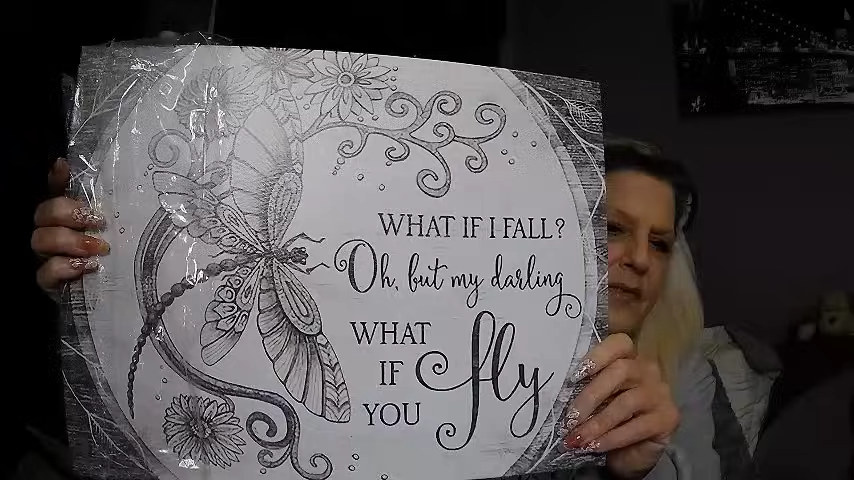 WHAT IF I FALL?
Oh, but my darling
WHAT
IF fly
YOU